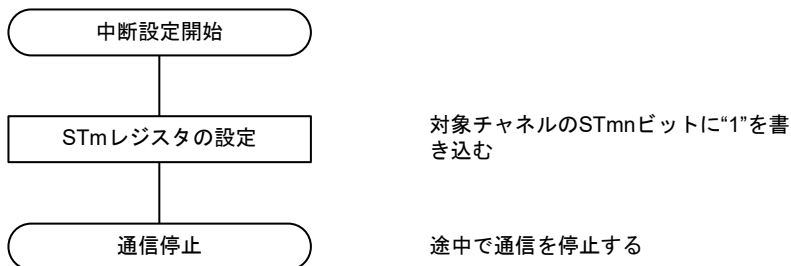 中断設定開始
STmレジスタの設定
対象チャネルのSTmnビットに“1”を書
き込む
通信停止
途中で通信を停止する